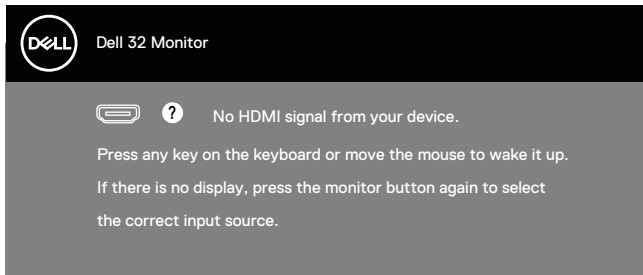 DELL
Dell 32 Monitor
? No HDMI signal from your device.
Press any key on the keyboard or move the mouse to wake it up.
If there is no display, press the monitor button again to select
the correct input source.